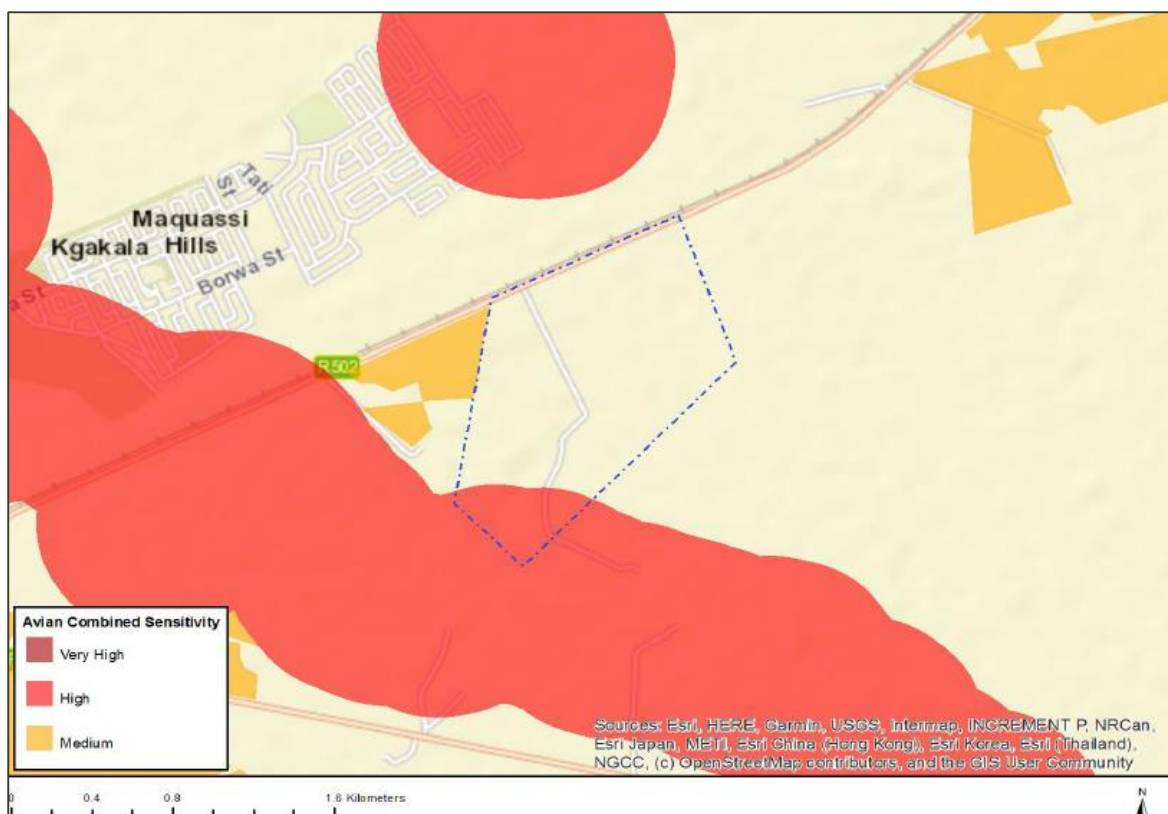 Tati
St
Maquassi
Kgakala Hills
Borwa St
a St
R502
Avian Combined Sensitivity
Very High
High
Medium
Sources: Esri, HERE, Garmin, USGS, Intermap, INCREMENT P, NRCan,
Esri Japan, METI, Esri China (Hong Kong), Esri Korea, Esri (Thailand),
NGCC, (c) OpenStreetMap contributors, and the GIS User Community
0 0.4 0.8 1.6 Kilometers
N